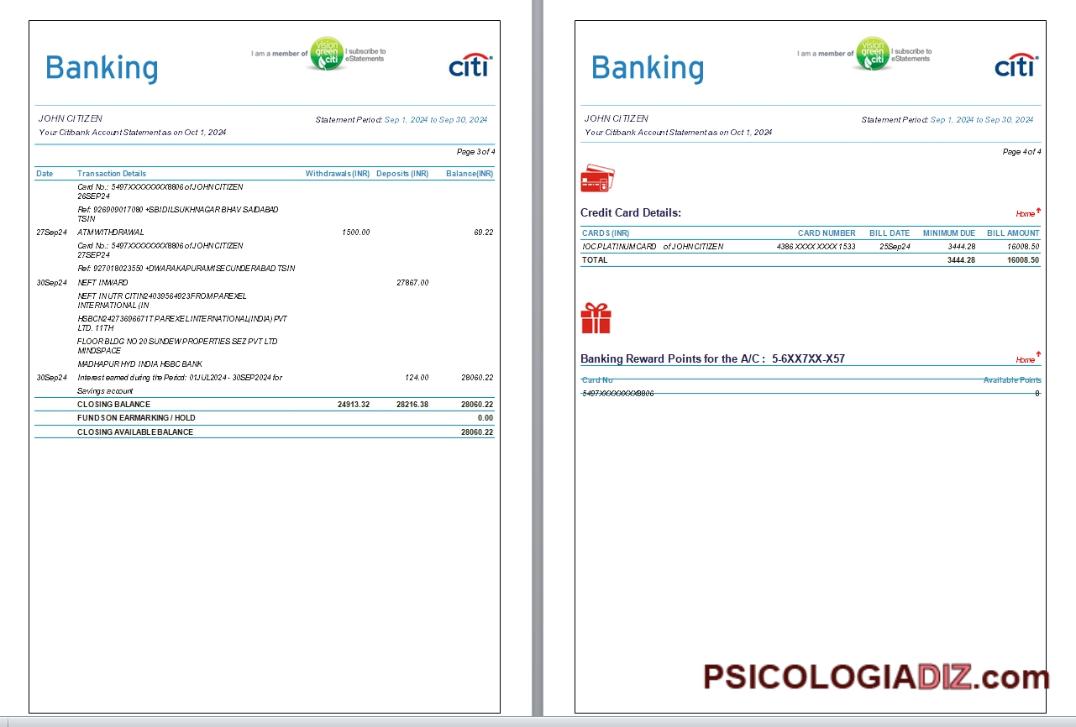 Banking
I am a member of vision green citi I subscribe to eStatements
citi
JOHN CITIZEN
Statement Period: Sep 1, 2024 to Sep 30, 2024
Your Citibank Account Statement as on Oct 1, 2024
Page 3 of 4
Date Transaction Details Withdrawals (INR) Deposits (INR) Balance(INR)
Card No.: 5497XXXXXXXX8806 of JOHN CITIZEN
26SEP24
Ref: 926909017080 +SBI DILSUKHNAGAR BHAV SAIDABAD
TSIN
27Sep24 ATM WITHDRAWAL 1500.00 69.22
Card No.: 5497XXXXXXXX8806 of JOHN CITIZEN
27SEP24
Ref: 927018023550 +DWARAKAPURAM1 SECUNDERABAD TSIN
30Sep24 NEFT INWARD 27867.00
NEFT IN UTR CITIN24039564923 FROM PAREXEL
INTERNATIONAL (IN
HSBCN24273696671T PAREXEL INTERNATIONAL(INDIA) PVT
LTD. 11TH
FLOOR BLDG NO 20 SUNDEW PROPERTIES SEZ PVT LTD
MINDSPACE
MADHAPUR HYD INDIA HSBC BANK
30Sep24 Interest earned during the Period: 01JUL2024 - 30SEP2024 for 124.00 28060.22
Savings account
CLOSING BALANCE 24913.32 28216.38 28060.22
FUNDS ON EARMARKING / HOLD 0.00
CLOSING AVAILABLE BALANCE 28060.22
Banking
I am a member of vision green citi I subscribe to eStatements
citi
JOHN CITIZEN
Statement Period: Sep 1, 2024 to Sep 30, 2024
Your Citibank Account Statement as on Oct 1, 2024
Page 4 of 4
Credit Card Details: Home
CARDS (INR) CARD NUMBER BILL DATE MINIMUM DUE BILL AMOUNT
IOC PLATINUM CARD of JOHN CITIZEN 4386 XXXX XXXX 1533 25Sep24 3444.28 16008.50
TOTAL 3444.28 16008.50
Banking Reward Points for the A/C : 5-6XX7XX-X57 Home
Card No Available Points
5497XXXXXXXX8806 8
PSICOLOGIADIZ.com